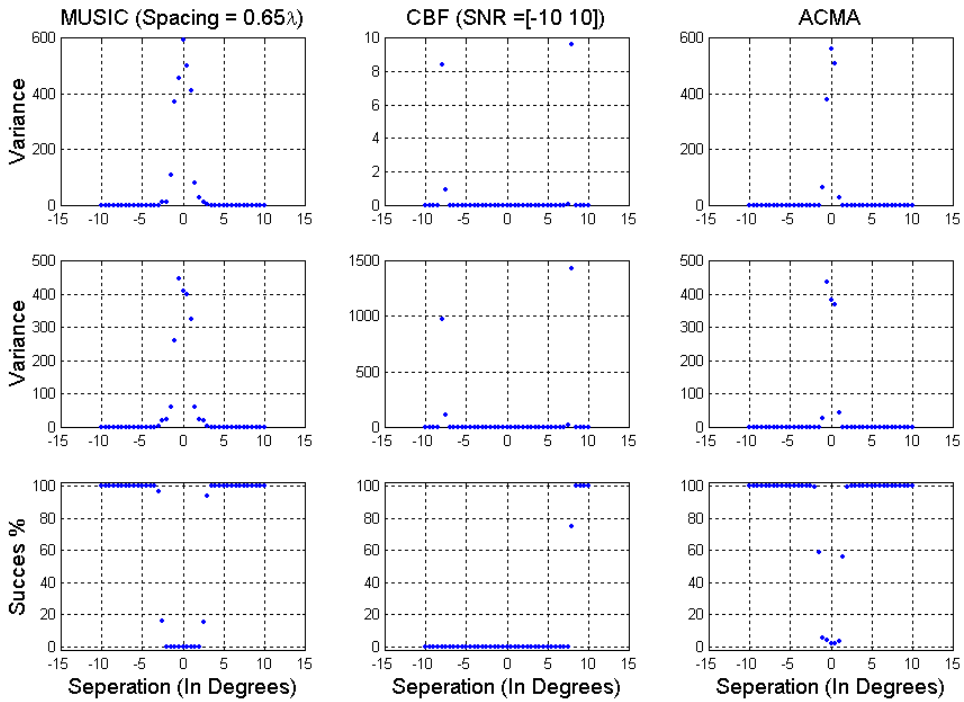 MUSIC (Spacing = 0.65λ)
CBF (SNR =[-10 10])
ACMA
Variance
600
400
200
0
-15 -10 -5 0 5 10 15
10
8
6
4
2
0
-15 -10 -5 0 5 10 15
600
400
200
0
-15 -10 -5 0 5 10 15
Variance
500
400
300
200
100
0
-15 -10 -5 0 5 10 15
1500
1000
500
0
-15 -10 -5 0 5 10 15
500
400
300
200
100
0
-15 -10 -5 0 5 10 15
Succes %
100
80
60
40
20
0
-15 -10 -5 0 5 10 15
Seperation (In Degrees)
100
80
60
40
20
0
-15 -10 -5 0 5 10 15
Seperation (In Degrees)
100
80
60
40
20
0
-15 -10 -5 0 5 10 15
Seperation (In Degrees)